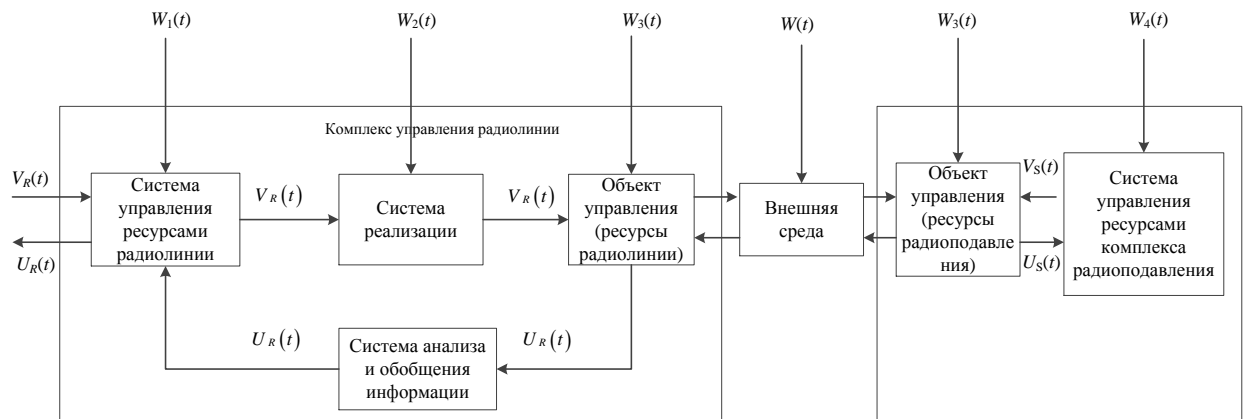 W1(t)
W2(t)
W3(t)
W(t)
W3(t)
W4(t)
Комплекс управления радиолинии
VR(t)
UR(t)
Система
управления
ресурсами
радиолинии
VR(t)
Система
реализации
VR(t)
Объект
управления
(ресурсы
радиолинии)
Внешняя
среда
Объект
управления
(ресурсы
радиоподавле
ния)
VS(t)
US(t)
Система
управления
ресурсами
комплекса
радиоподавления
UR(t)
Система анализа
и обобщения
информации
UR(t)